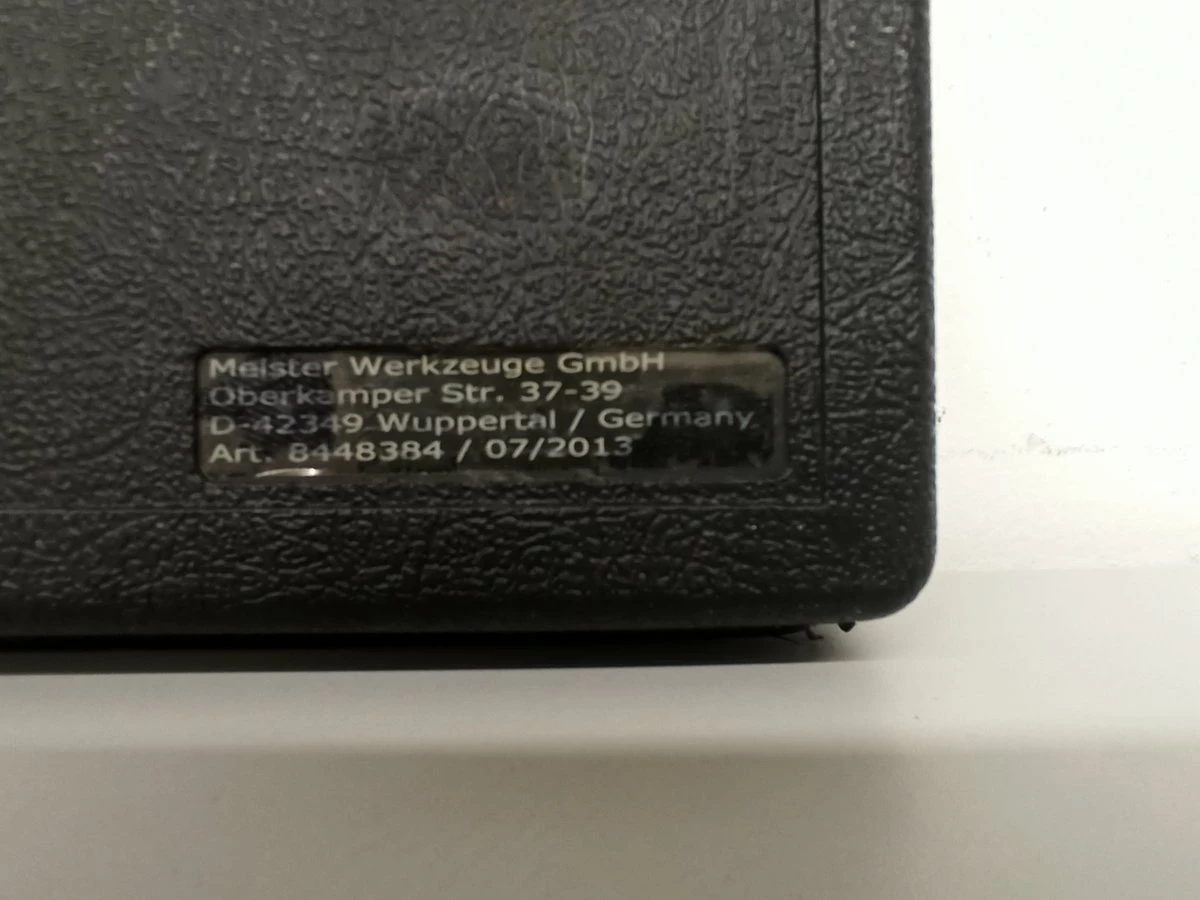 Meister Werkzeuge GmbH
Oberkamper Str. 37-39
D-42349 Wuppertal / Germany
Art. 8448384 / 07/2013